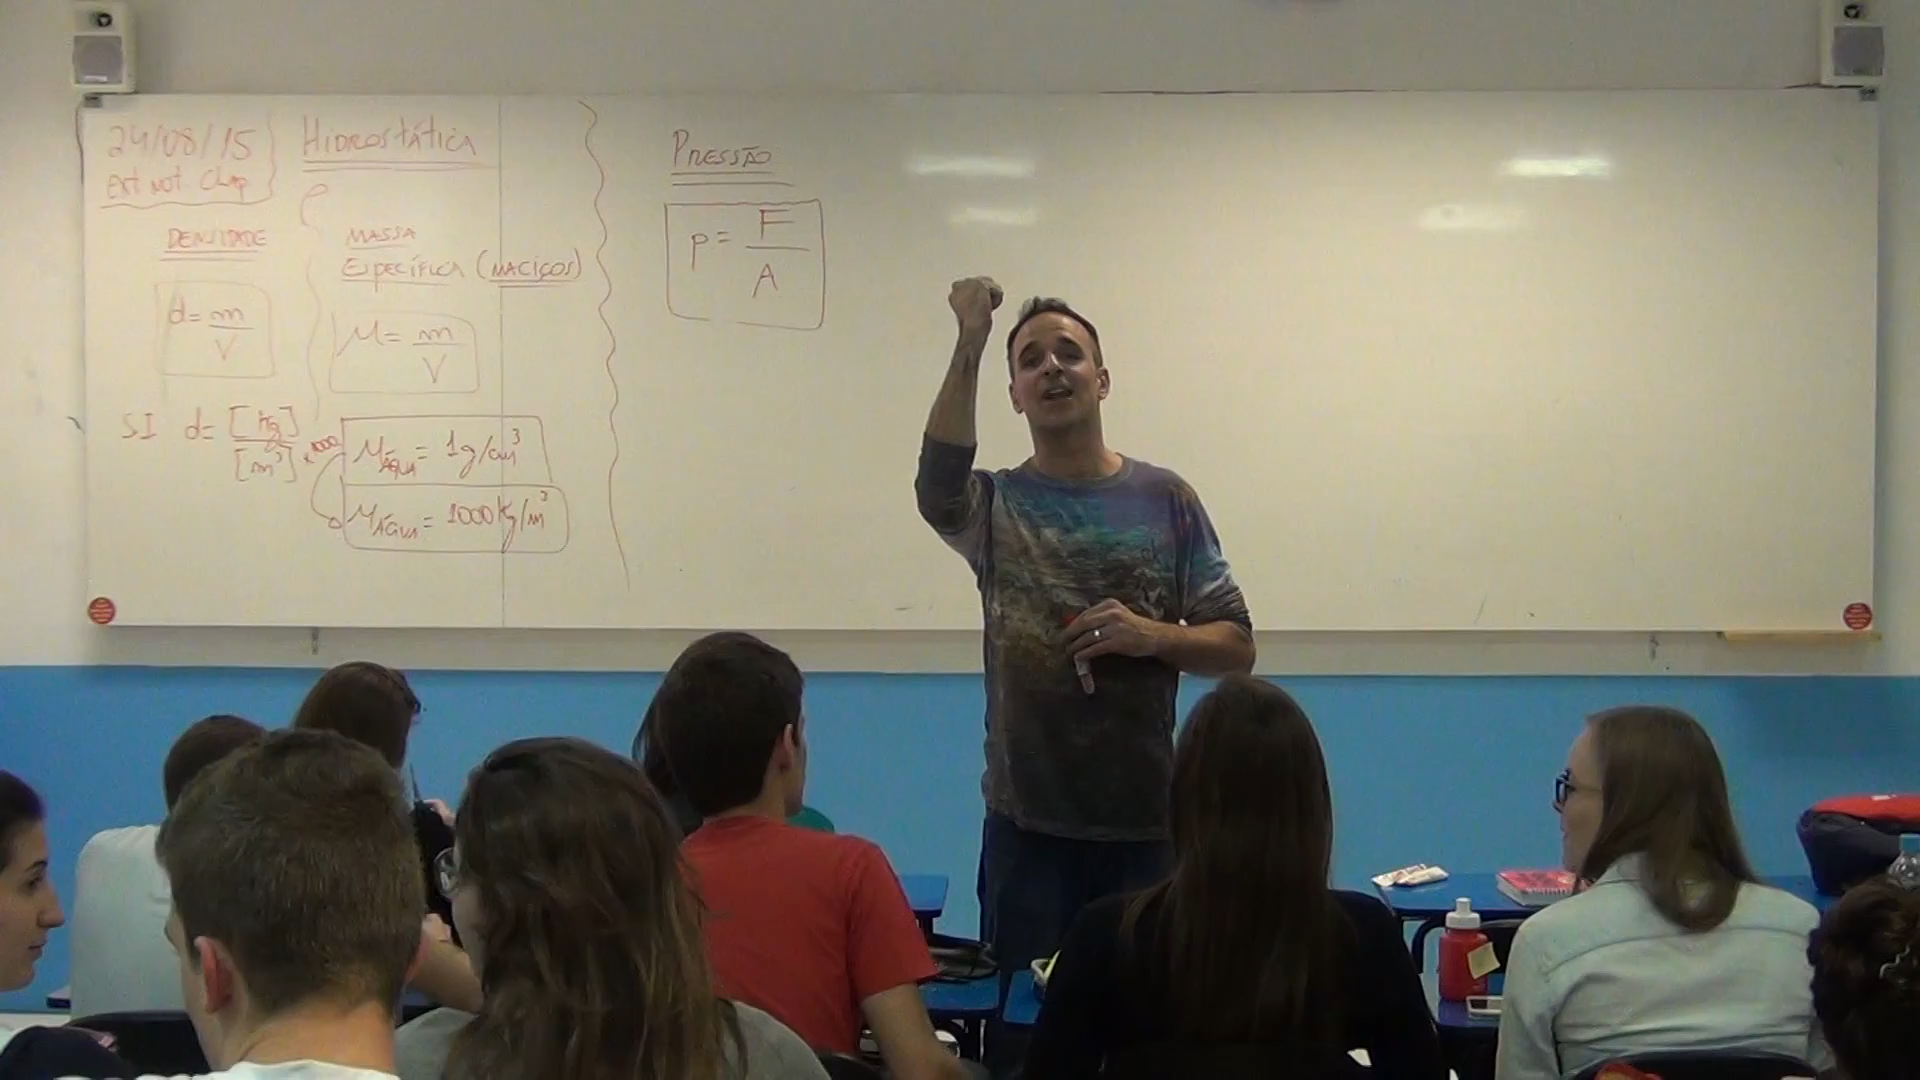 24/08/15
Ext Not. Chap
HIDROSTÁTICA
DENSIDADE
d = m/V
SI d = [kg]/[m³]
MASSA
ESPECÍFICA (MACIÇOS)
μ = m/V
x1000
μÁGUA = 1g/cm³
μÁGUA = 1000kg/m³
PRESSÃO
p = F/A